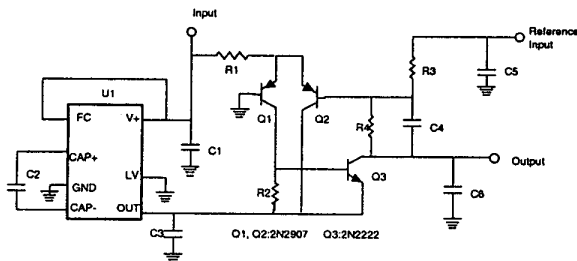 Input
Reference
Input
R1
R3
C5
U1
FC
V+
Q1
Q2
R4
C4
CAP+
C1
C2
GND
LV
Q3
Output
R2
C6
CAP-
OUT
C3
Q1, Q2:2N2907
Q3:2N2222